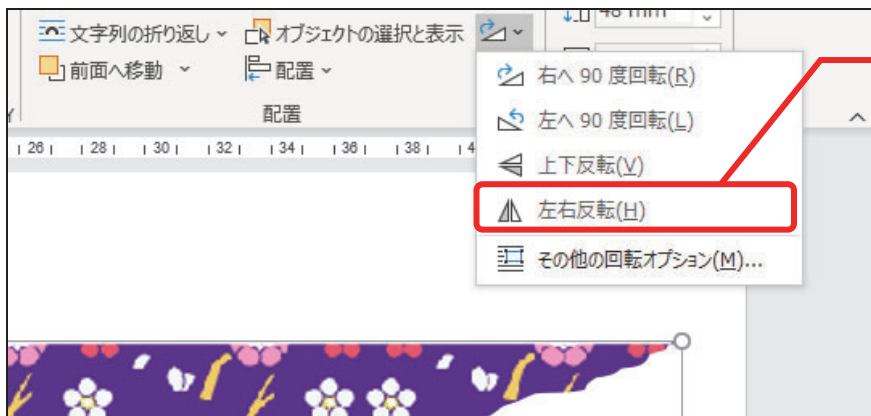 文字列の折り返し オブジェクトの選択と表示
48 mm
前面へ移動 配置
配置
26 28 30 32 34 36 38 4
右へ 90 度回転(R)
左へ 90 度回転(L)
上下反転(V)
左右反転(H)
その他の回転オプション(M)...